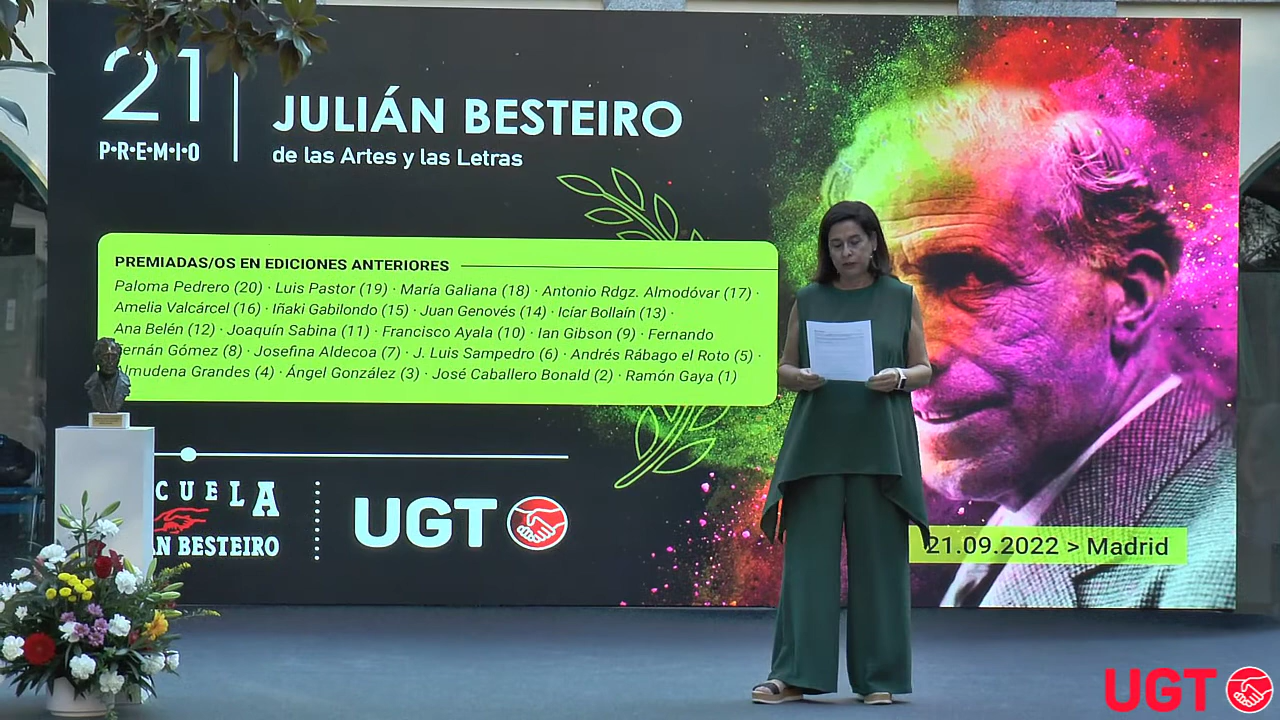 21
P·R·E·M·I·O
JULIÁN BESTEIRO
de las Artes y las Letras
PREMIADAS/OS EN EDICIONES ANTERIORES
Paloma Pedrero (20) · Luis Pastor (19) · María Galiana (18) · Antonio Rdgz. Almodóvar (17) ·
Amelia Valcárcel (16) · Iñaki Gabilondo (15) · Juan Genovés (14) · Icíar Bollaín (13) ·
Ana Belén (12) · Joaquín Sabina (11) · Francisco Ayala (10) · Ian Gibson (9) · Fernando
Fernán Gómez (8) · Josefina Aldecoa (7) · J. Luis Sampedro (6) · Andrés Rábago el Roto (5) ·
Almudena Grandes (4) · Ángel González (3) · José Caballero Bonald (2) · Ramón Gaya (1)
CUELA
N BESTEIRO
UGT
21.09.2022 > Madrid
UGT